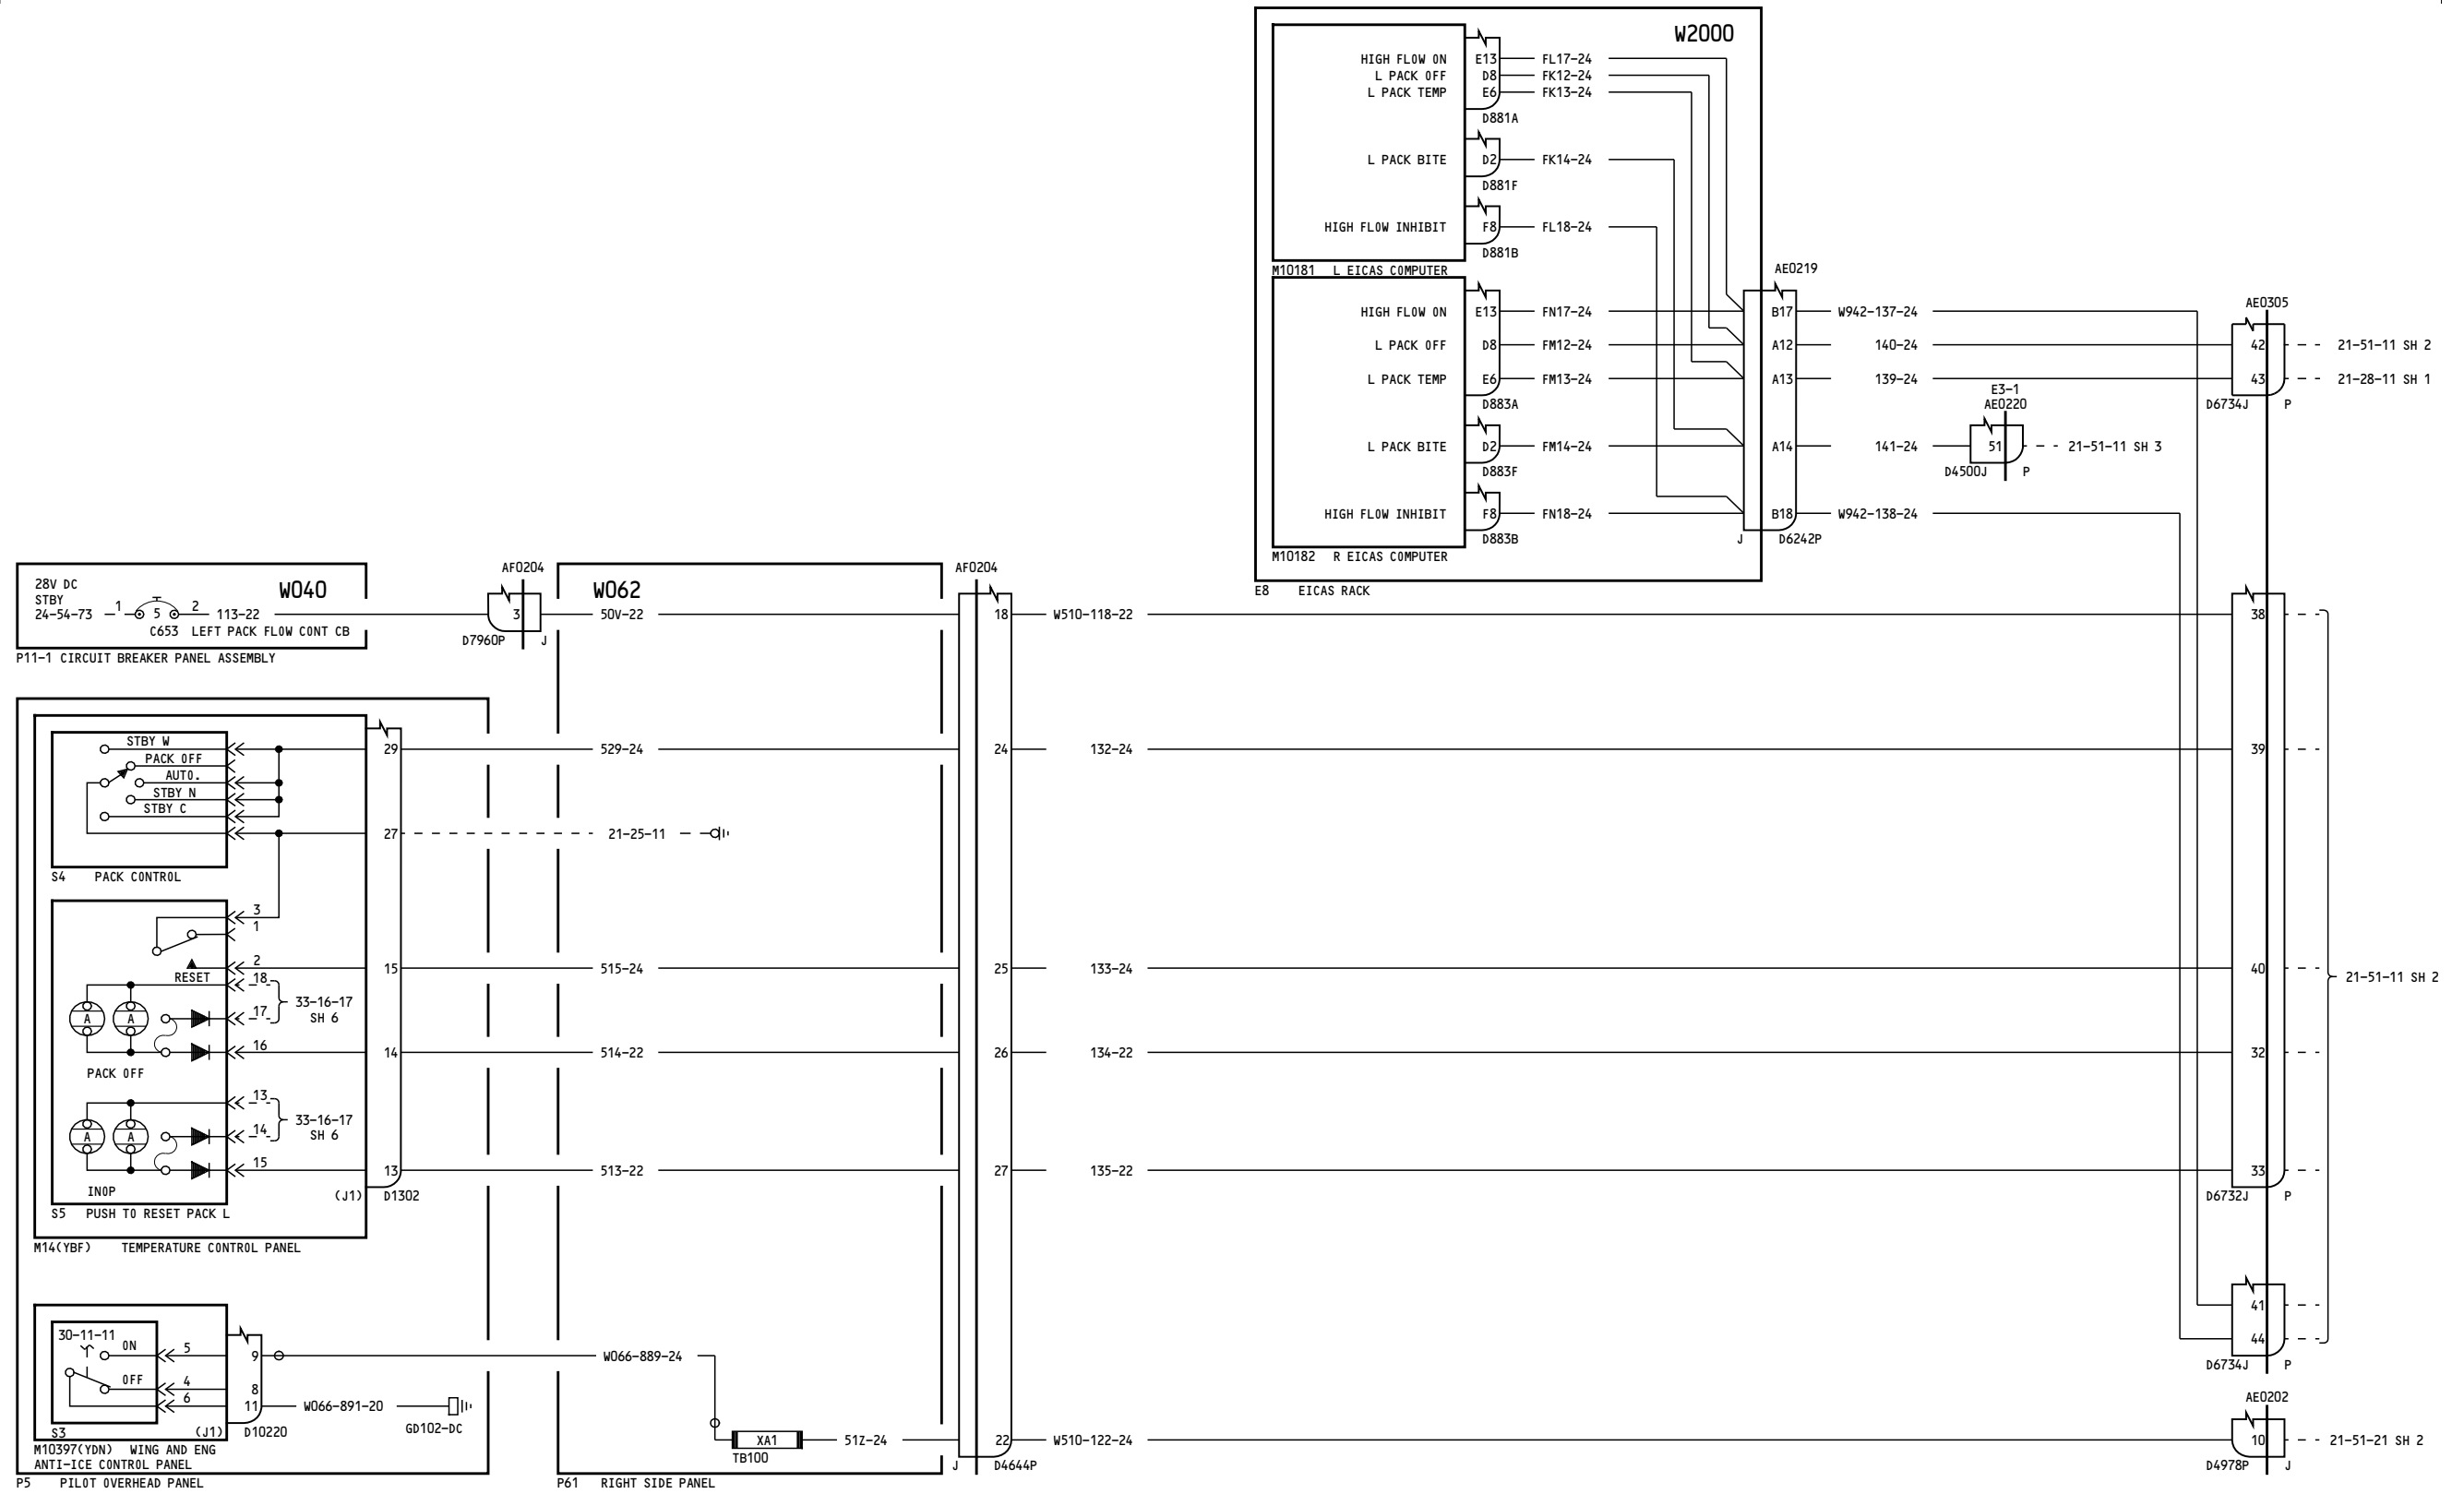 W2000
HIGH FLOW ON E13 FL17-24
L PACK OFF D8 FK12-24
L PACK TEMP E6 FK13-24
D881A
L PACK BITE D2 FK14-24
D881F
HIGH FLOW INHIBIT F8 FL18-24
D881B
M10181 L EICAS COMPUTER
AE0219
HIGH FLOW ON E13 FN17-24 B17 W942-137-24
AE0305
L PACK OFF D8 FM12-24 A12 140-24 42 21-51-11 SH 2
L PACK TEMP E6 FM13-24 A13 139-24 43 21-28-11 SH 1
D883A
E3-1
AE0220
D6734J P
L PACK BITE D2 FM14-24 A14 141-24 51 21-51-11 SH 3
D883F
D4500J P
HIGH FLOW INHIBIT F8 FN18-24 B18 W942-138-24
D883B
J D6242P
M10182 R EICAS COMPUTER
E8 EICAS RACK
28V DC
STBY
24-54-73 1 5 2 113-22
W040
C653 LEFT PACK FLOW CONT CB
P11-1 CIRCUIT BREAKER PANEL ASSEMBLY
AF0204
3
D7960P J
W062
50V-22
AF0204
18 W510-118-22 38
STBY W 29 529-24 24 132-24 39
PACK OFF
AUTO.
STBY N
STBY C
27 21-25-11
S4 PACK CONTROL
3
1
2 15 515-24 25 133-24 40
RESET
21-51-11 SH 2
18
A A 17
33-16-17
SH 6
16 14 514-22 26 134-22 32
PACK OFF
13
A A 14
33-16-17
SH 6
15 13 513-22 27 135-22 33
INOP
(J1) D1302
D6732J P
S5 PUSH TO RESET PACK L
M14(YBF) TEMPERATURE CONTROL PANEL
41
44
D6734J P
30-11-11
ON 5 9 W066-889-24
OFF 4 8
6 11 W066-891-20
GD102-DC
S3 (J1) D10220
M10397(YDN) WING AND ENG
ANTI-ICE CONTROL PANEL
P5 PILOT OVERHEAD PANEL
XA1 51Z-24 22 W510-122-24
TB100
J D4644P
P61 RIGHT SIDE PANEL
AE0202
10 21-51-21 SH 2
D4978P J